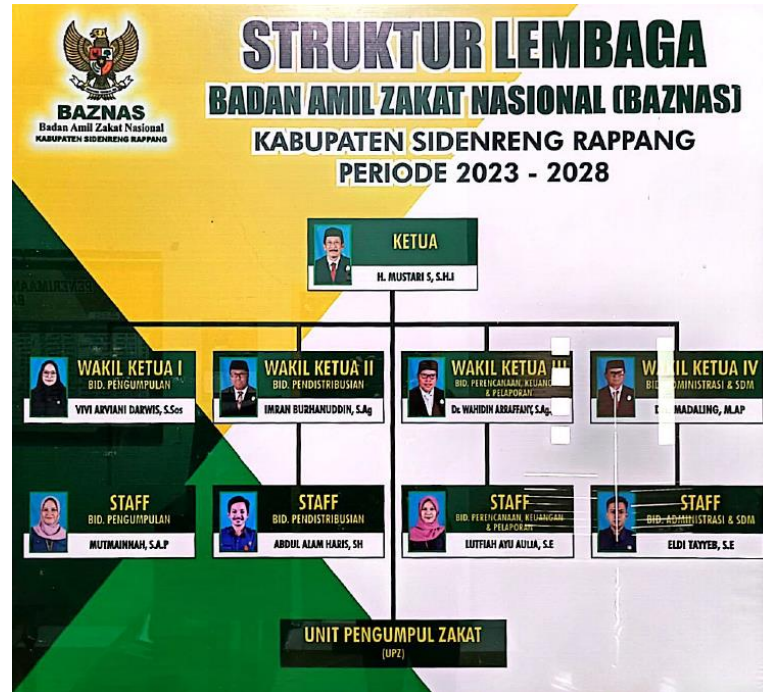 STRUKTUR LEMBAGA
BADAN AMIL ZAKAT NASIONAL (BAZNAS)
KABUPATEN SIDENRENG RAPPANG
PERIODE 2023 - 2028
BAZNAS
Badan Amil Zakat Nasional
KABUPATEN SIDENRENG RAPPANG
KETUA
H. MUSTARI S, S.H.I
WAKIL KETUA I
BID. PENGUMPULAN
VIVI ARVIANI DARWIS, S.Sos
WAKIL KETUA II
BID. PENDISTRIBUSIAN
IMRAN BURHANUDDIN, S.Ag
WAKIL KETUA III
BID. PERENCANAAN, KEUANGAN
& PELAPORAN
Dr. WAHIDIN ARRAFFANY, S.Ag.
WAKIL KETUA IV
BID. ADMINISTRASI & SDM
MADALING, M.AP
STAFF
BID. PENGUMPULAN
MUTMAINNAH, S.A.P
STAFF
BID. PENDISTRIBUSIAN
ABDUL ALAM HARIS, SH
STAFF
BID. PERENCANAAN, KEUANGAN
& PELAPORAN
LUTFIAH AYU AULIA, S.E
STAFF
BID. ADMINISTRASI & SDM
ELDI TAYYEB, S.E
UNIT PENGUMPUL ZAKAT
(UPZ)